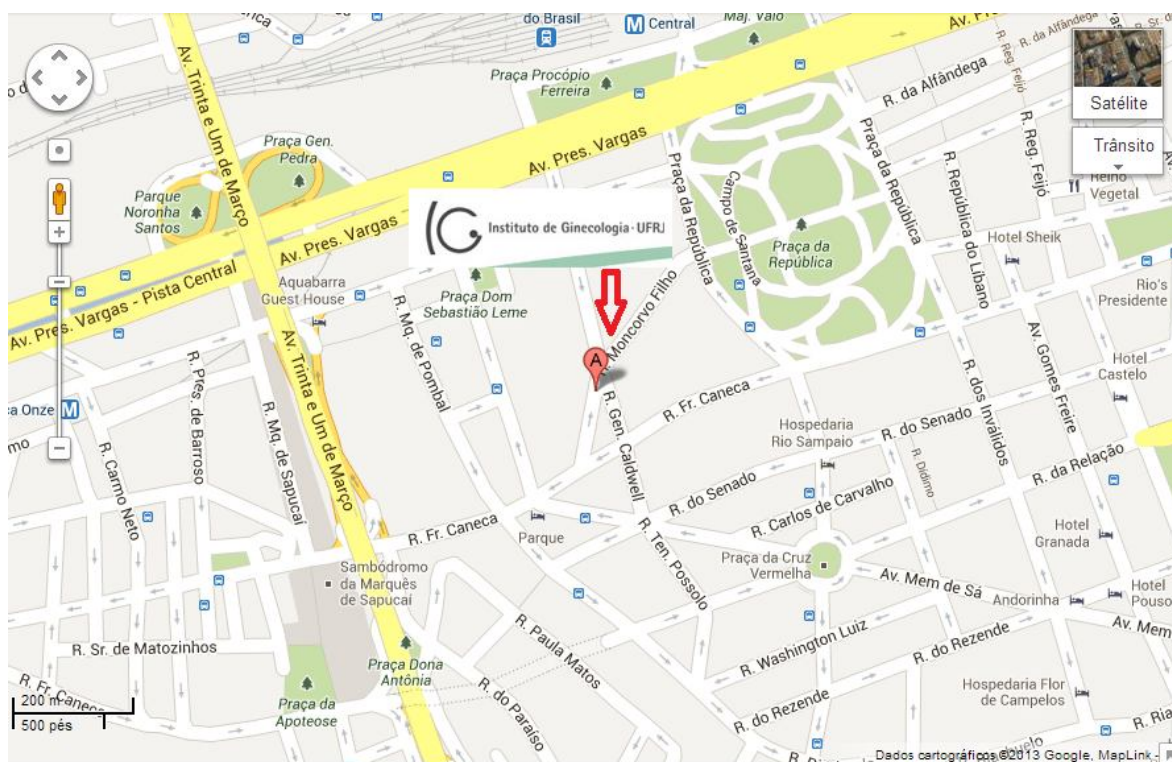 do Brasil
Central
Maj. Vaio
R. da Alfândega
R. Reg. Feijó
Satélite
Trânsito
Praça Procópio
Ferreira
R. da Alfândega
Av. Trinta e Um de Março
Praça Gen.
Pedra
Av. Pres. Vargas
Praça da República
Campo de Santana
Praça da República
R. República do Líbano
R. Reg. Feijó
Reino
Vegetal
Parque
Noronha
Santos
Instituto de Ginecologia - UFRJ
Praça da
República
Hotel Sheik
Av. Pres. Vargas
Av. Pres. Vargas - Pista Central
Aquabarra
Guest House
Praça Dom
Sebastião Leme
R. Moncorvo Filho
Rio's
Presidente
R. Pres. de Barroso
R. Mq. de Sapucaí
Av. Trinta e Um de Março
R. Mq. de Pombal
A
R. Gen. Caldwell
R. Fr. Caneca
Hospedaria
Rio Sampaio
R. do Senado
R. dos Inválidos
Av. Gomes Freire
Hotel
Castelo
Onze
R. Carmo Neto
R. Dídimo
R. da Relação
R. do Senado
R. Carlos de Carvalho
R. Fr. Caneca
Parque
R. Ten. Possolo
Hotel
Granada
Sambódromo
da Marquês
de Sapucaí
Praça da Cruz
Vermelha
Av. Mem de Sá
Andorinha
Hotel
Pouso
R. Sr. de Matozinhos
R. Paula Matos
R. Washington Luiz
R. do Rezende
Av. Mem
Praça Dona
Antônia
R. Fr. Caneca
Praça da
Apoteose
R. do Paraíso
R. do Rezende
Hospedaria Flor
de Campelos
200 m
500 pés
Dados cartográficos ©2013 Google, MapLink -